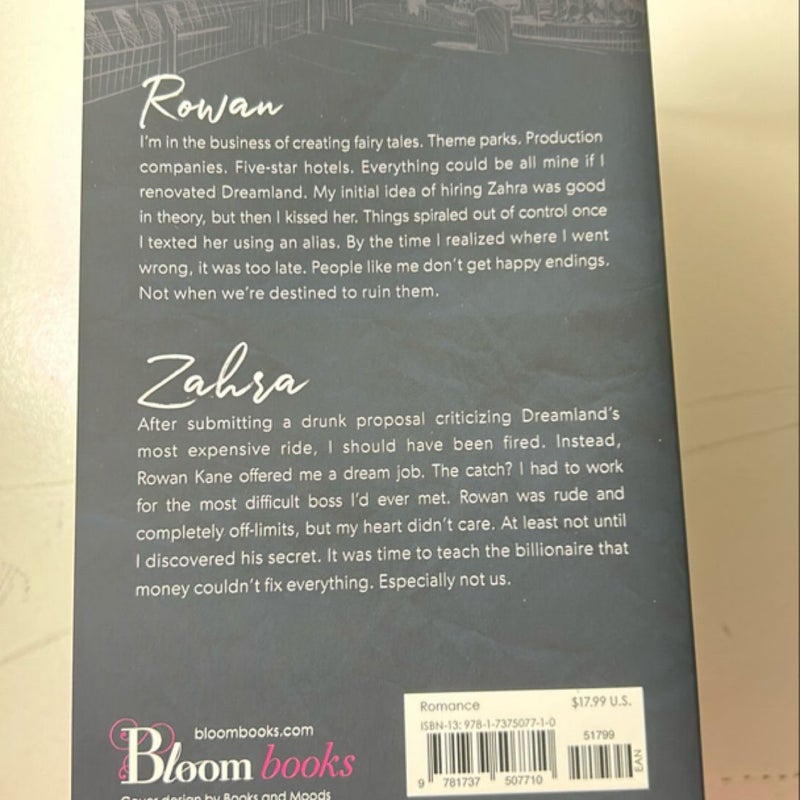 Rowan
I'm in the business of creating fairy tales. Theme parks. Production
companies. Five-star hotels. Everything could be all mine if I
renovated Dreamland. My initial idea of hiring Zahra was good
in theory, but then I kissed her. Things spiraled out of control once
I texted her using an alias. By the time I realized where I went
wrong, it was too late. People like me don't get happy endings.
Not when we're destined to ruin them.
Zahra
After submitting a drunk proposal criticizing Dreamland's
most expensive ride, I should have been fired. Instead,
Rowan Kane offered me a dream job. The catch? I had to work
for the most difficult boss I'd ever met. Rowan was rude and
completely off-limits, but my heart didn't care. At least not until
I discovered his secret. It was time to teach the billionaire that
money couldn't fix everything. Especially not us.
bloombooks.com
Bloom books
Cover design by Books and Moods
Romance $17.99 U.S.
ISBN-13: 978-1-7375077-1-0
51799
EAN
9 781737 507710